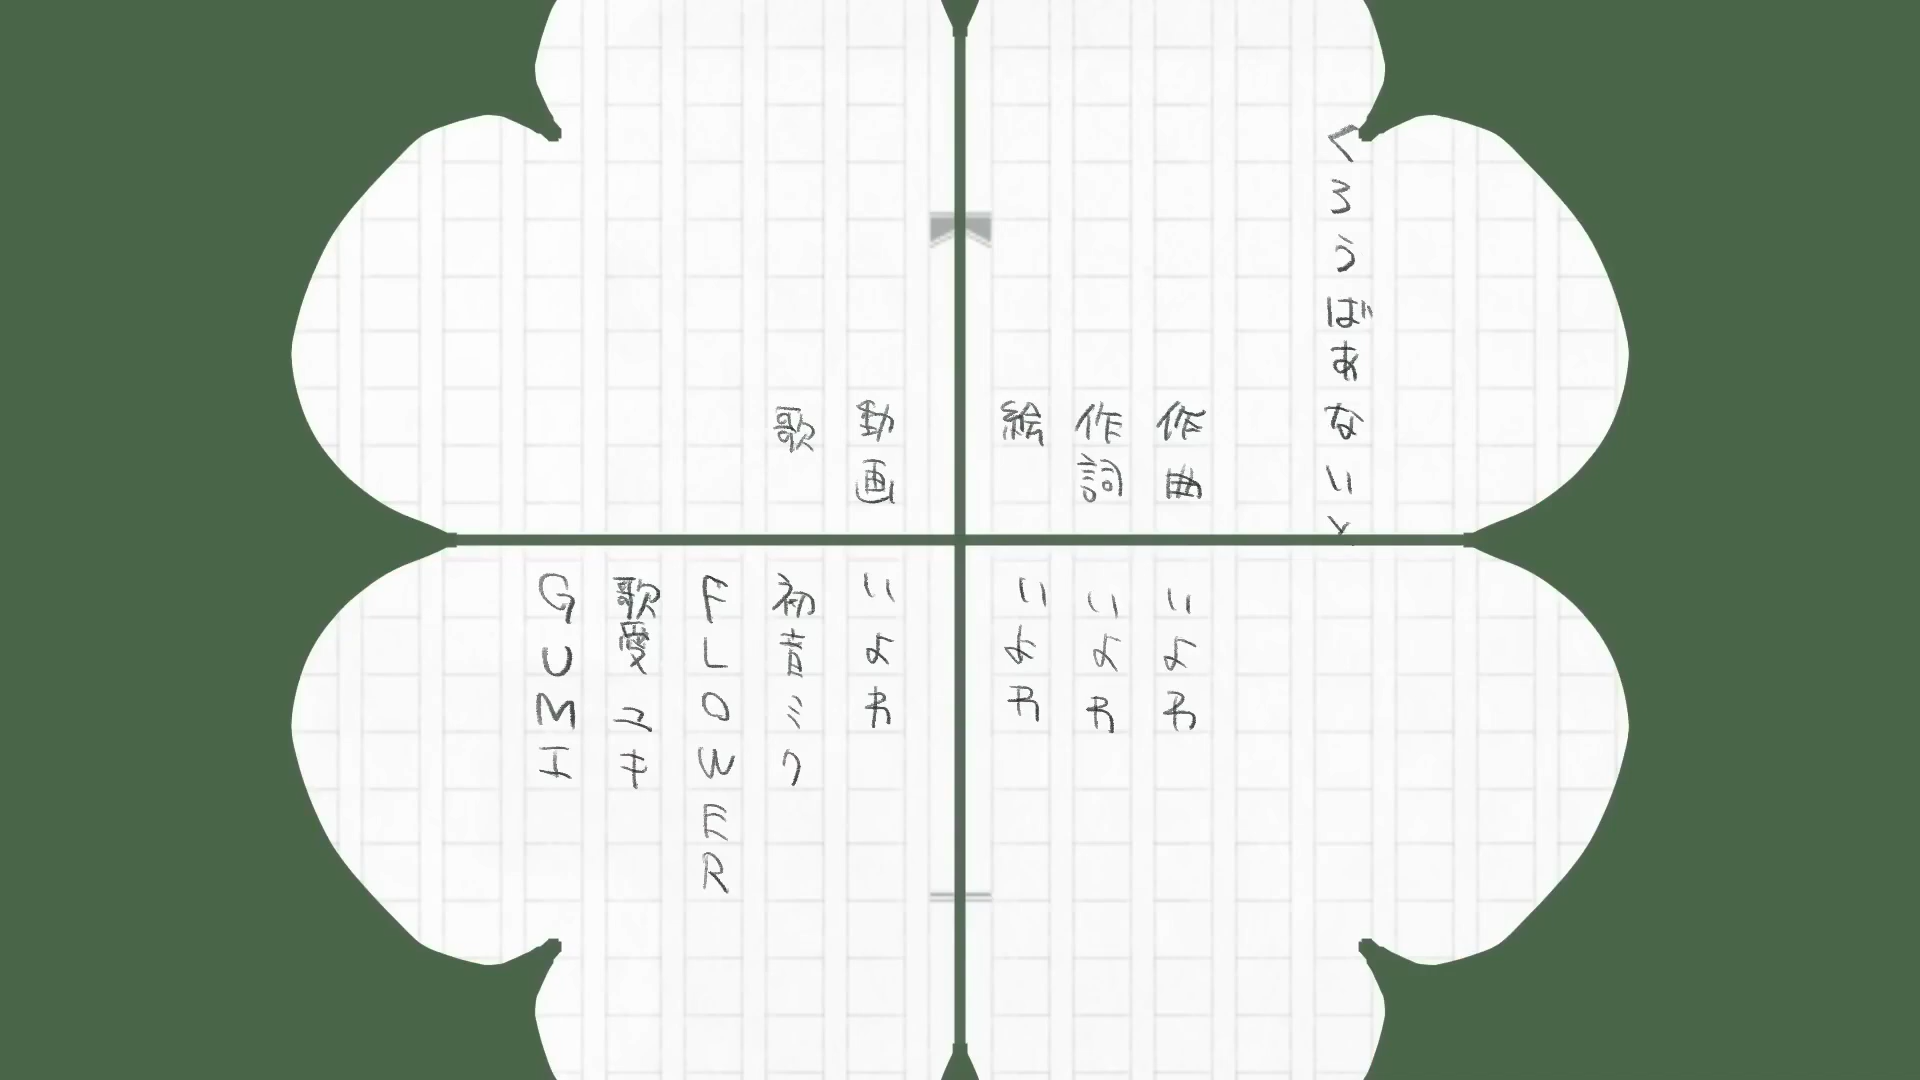 くろうばあないと
作曲 いよわ
作詞 いよわ
絵 いよわ
動画 いよわ
歌 初音ミク
FLOWER
歌愛ユキ
GUMI